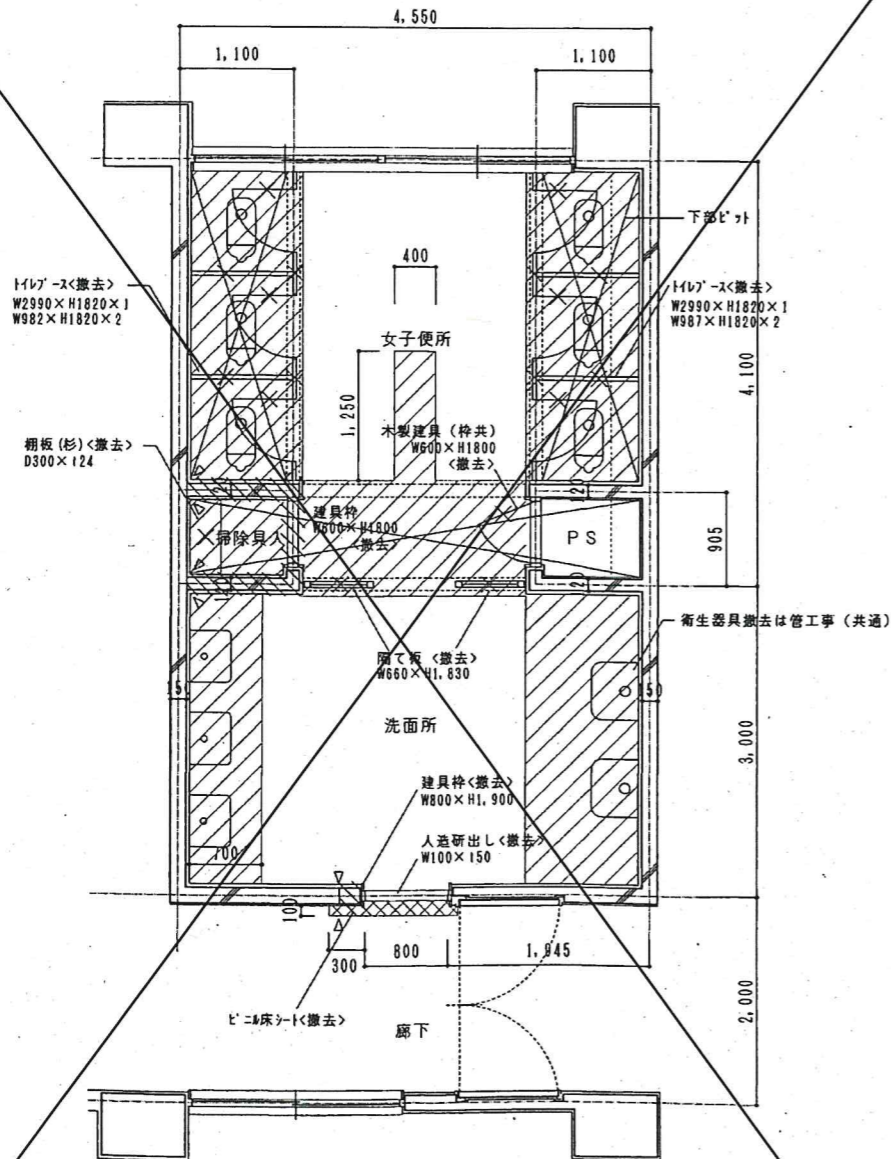 4,550
1,100
1,100
下部ピット
400
トイレブース<撤去>
W2990×H1820×1
W982×H1820×2
トイレブース<撤去>
W2990×H1820×1
W987×H1820×2
女子便所
4,100
1,250
棚板(杉)<撤去>
D300×t24
木製建具(枠共)
W600×H1800
<撤去>
120
建具枠
W600×H1800
<撤去>
掃除具入
PS
905
120
衛生器具撤去は管工事(共通)
隔て板 <撤去>
W660×H1,830
150
150
洗面所
3,000
建具枠<撤去>
W800×H1,900
人造研出し<撤去>
W100×t50
700
100
300
800
1,945
ビニル床シート<撤去>
廊下
2,000